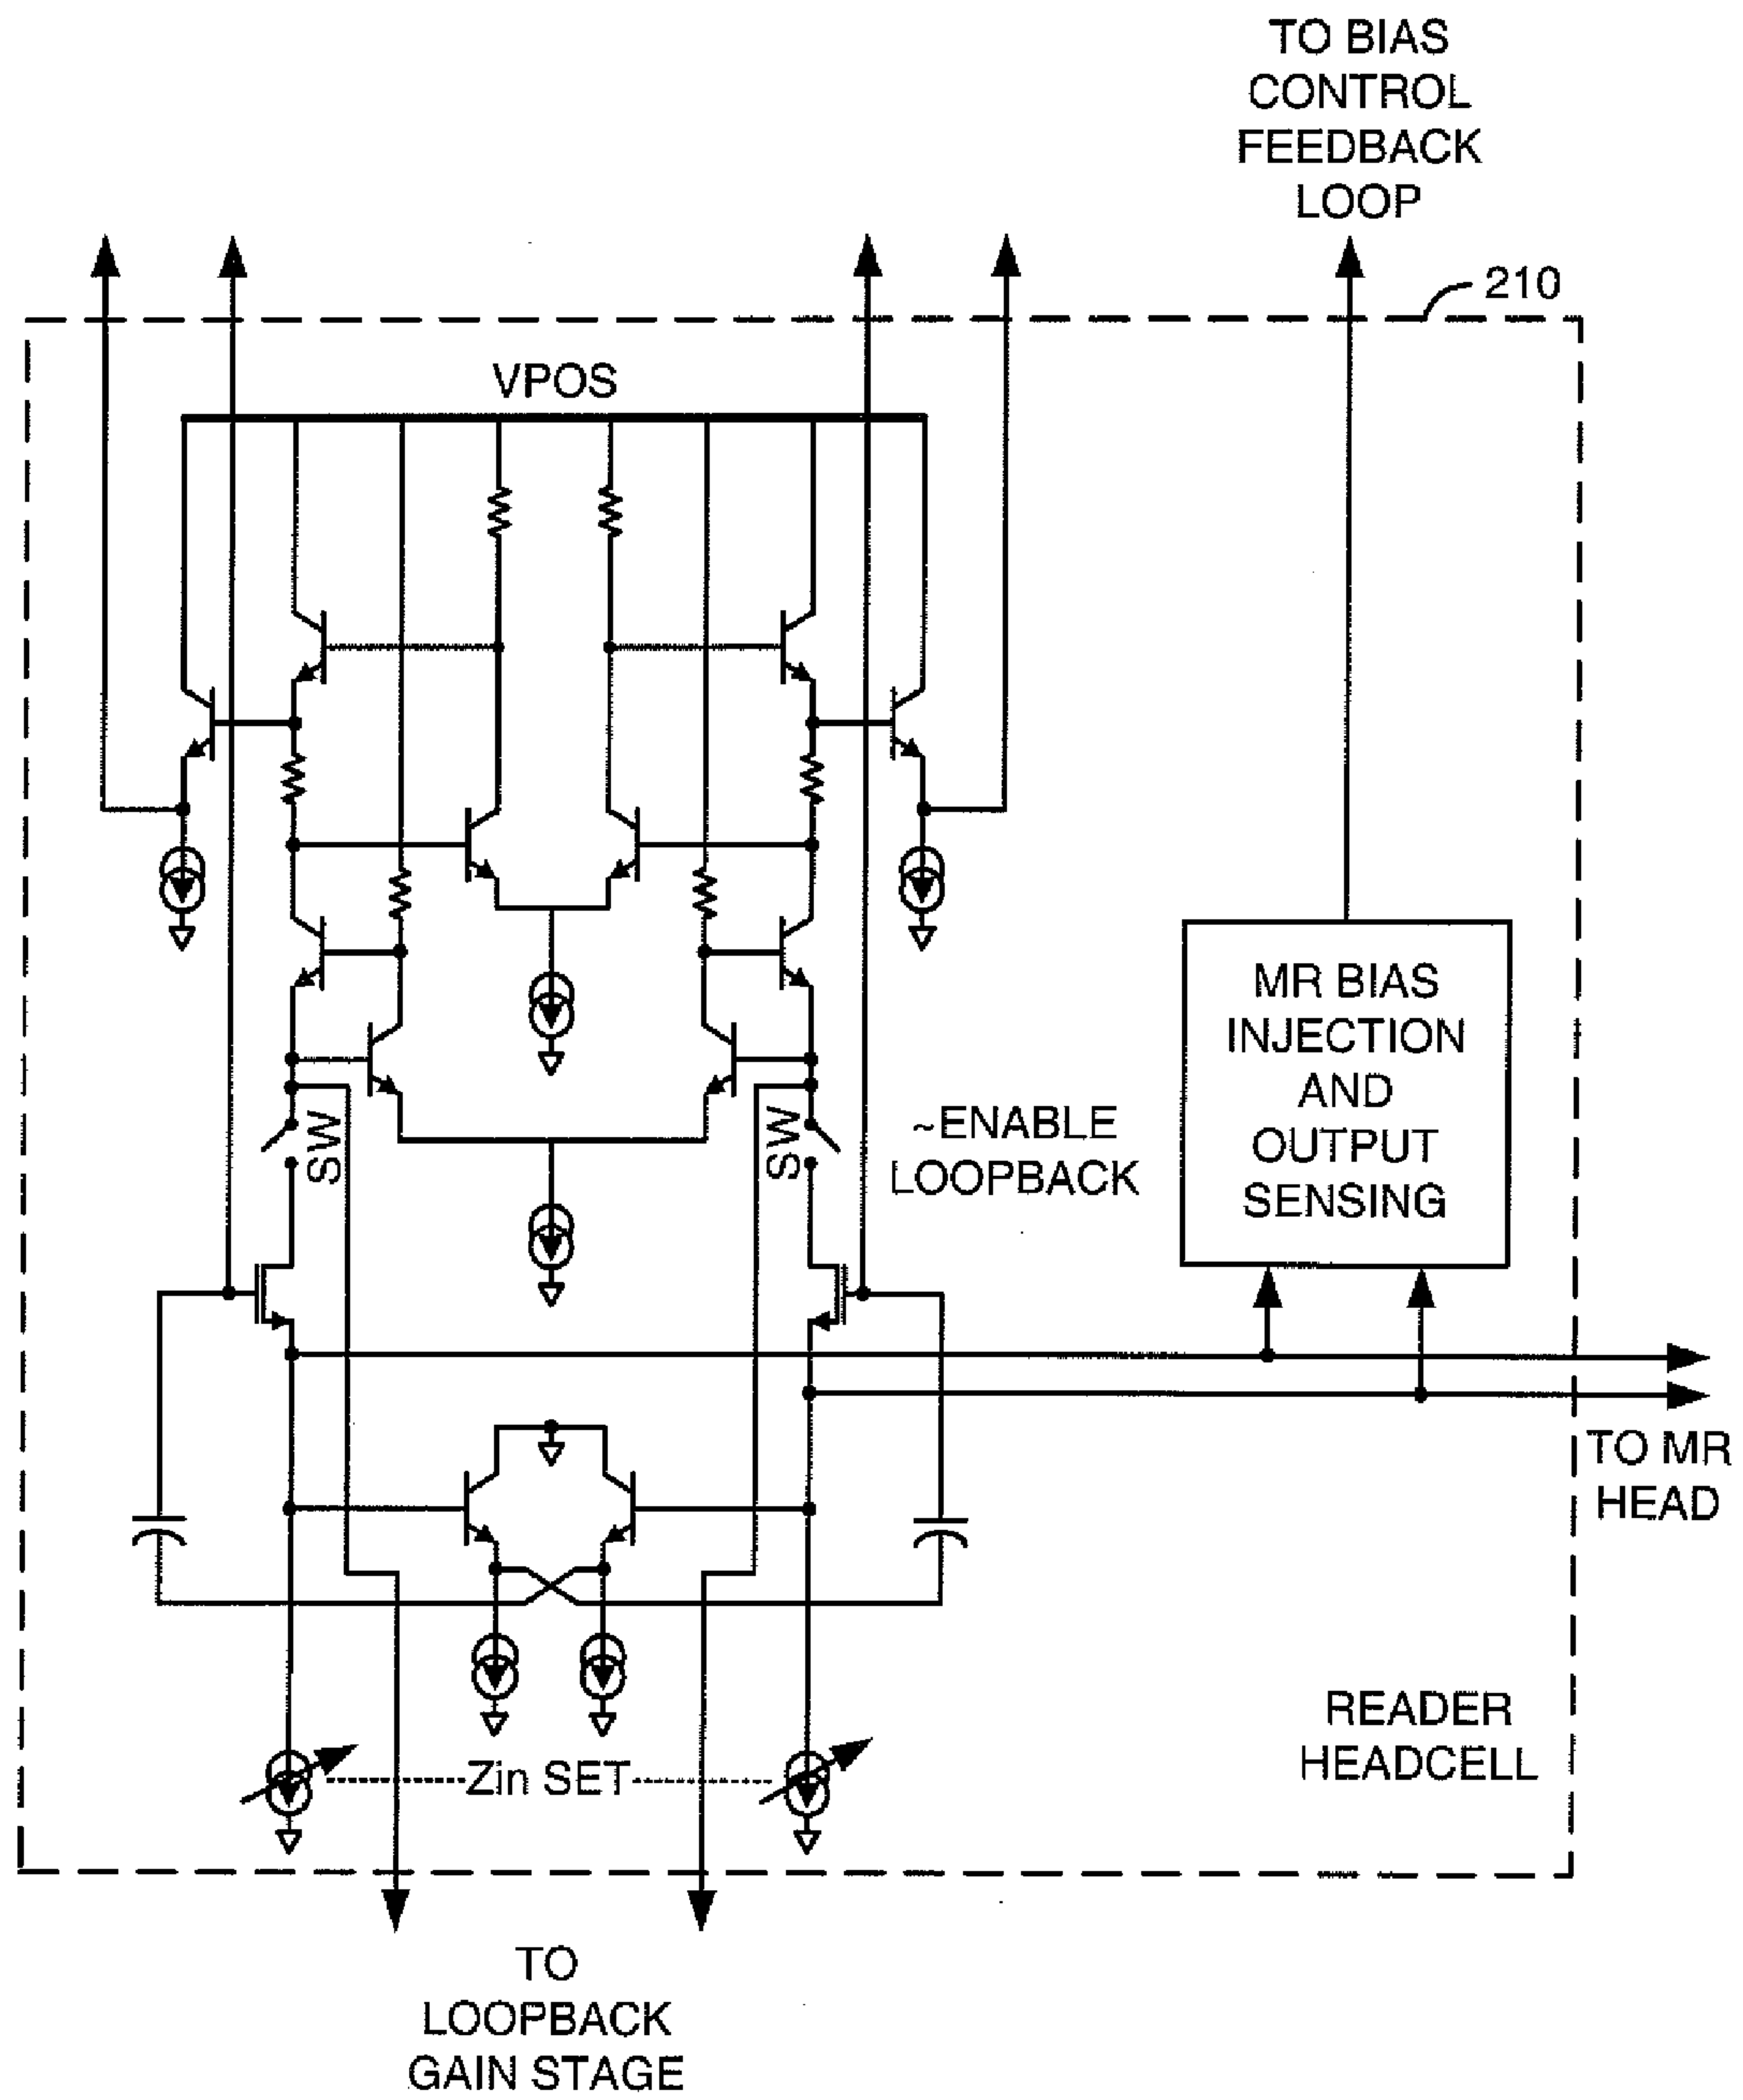 TO BIAS
CONTROL
FEEDBACK
LOOP
210
VPOS
MR BIAS
INJECTION
AND
OUTPUT
SENSING
SW
SW
~ENABLE
LOOPBACK
TO MR
HEAD
Zin SET
READER
HEADCELL
TO
LOOPBACK
GAIN STAGE